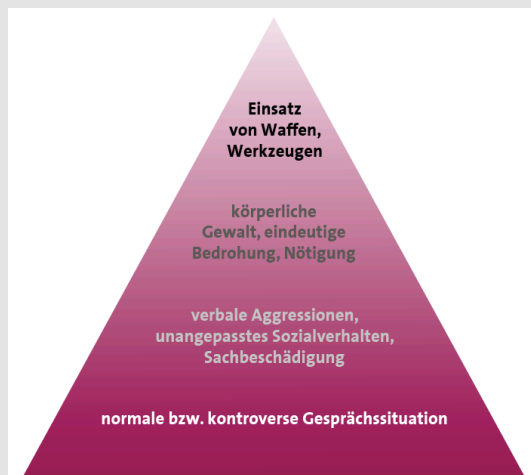 Einsatz
von Waffen,
Werkzeugen
körperliche
Gewalt, eindeutige
Bedrohung, Nötigung
verbale Aggressionen,
unangepasstes Sozialverhalten,
Sachbeschädigung
normale bzw. kontroverse Gesprächssituation